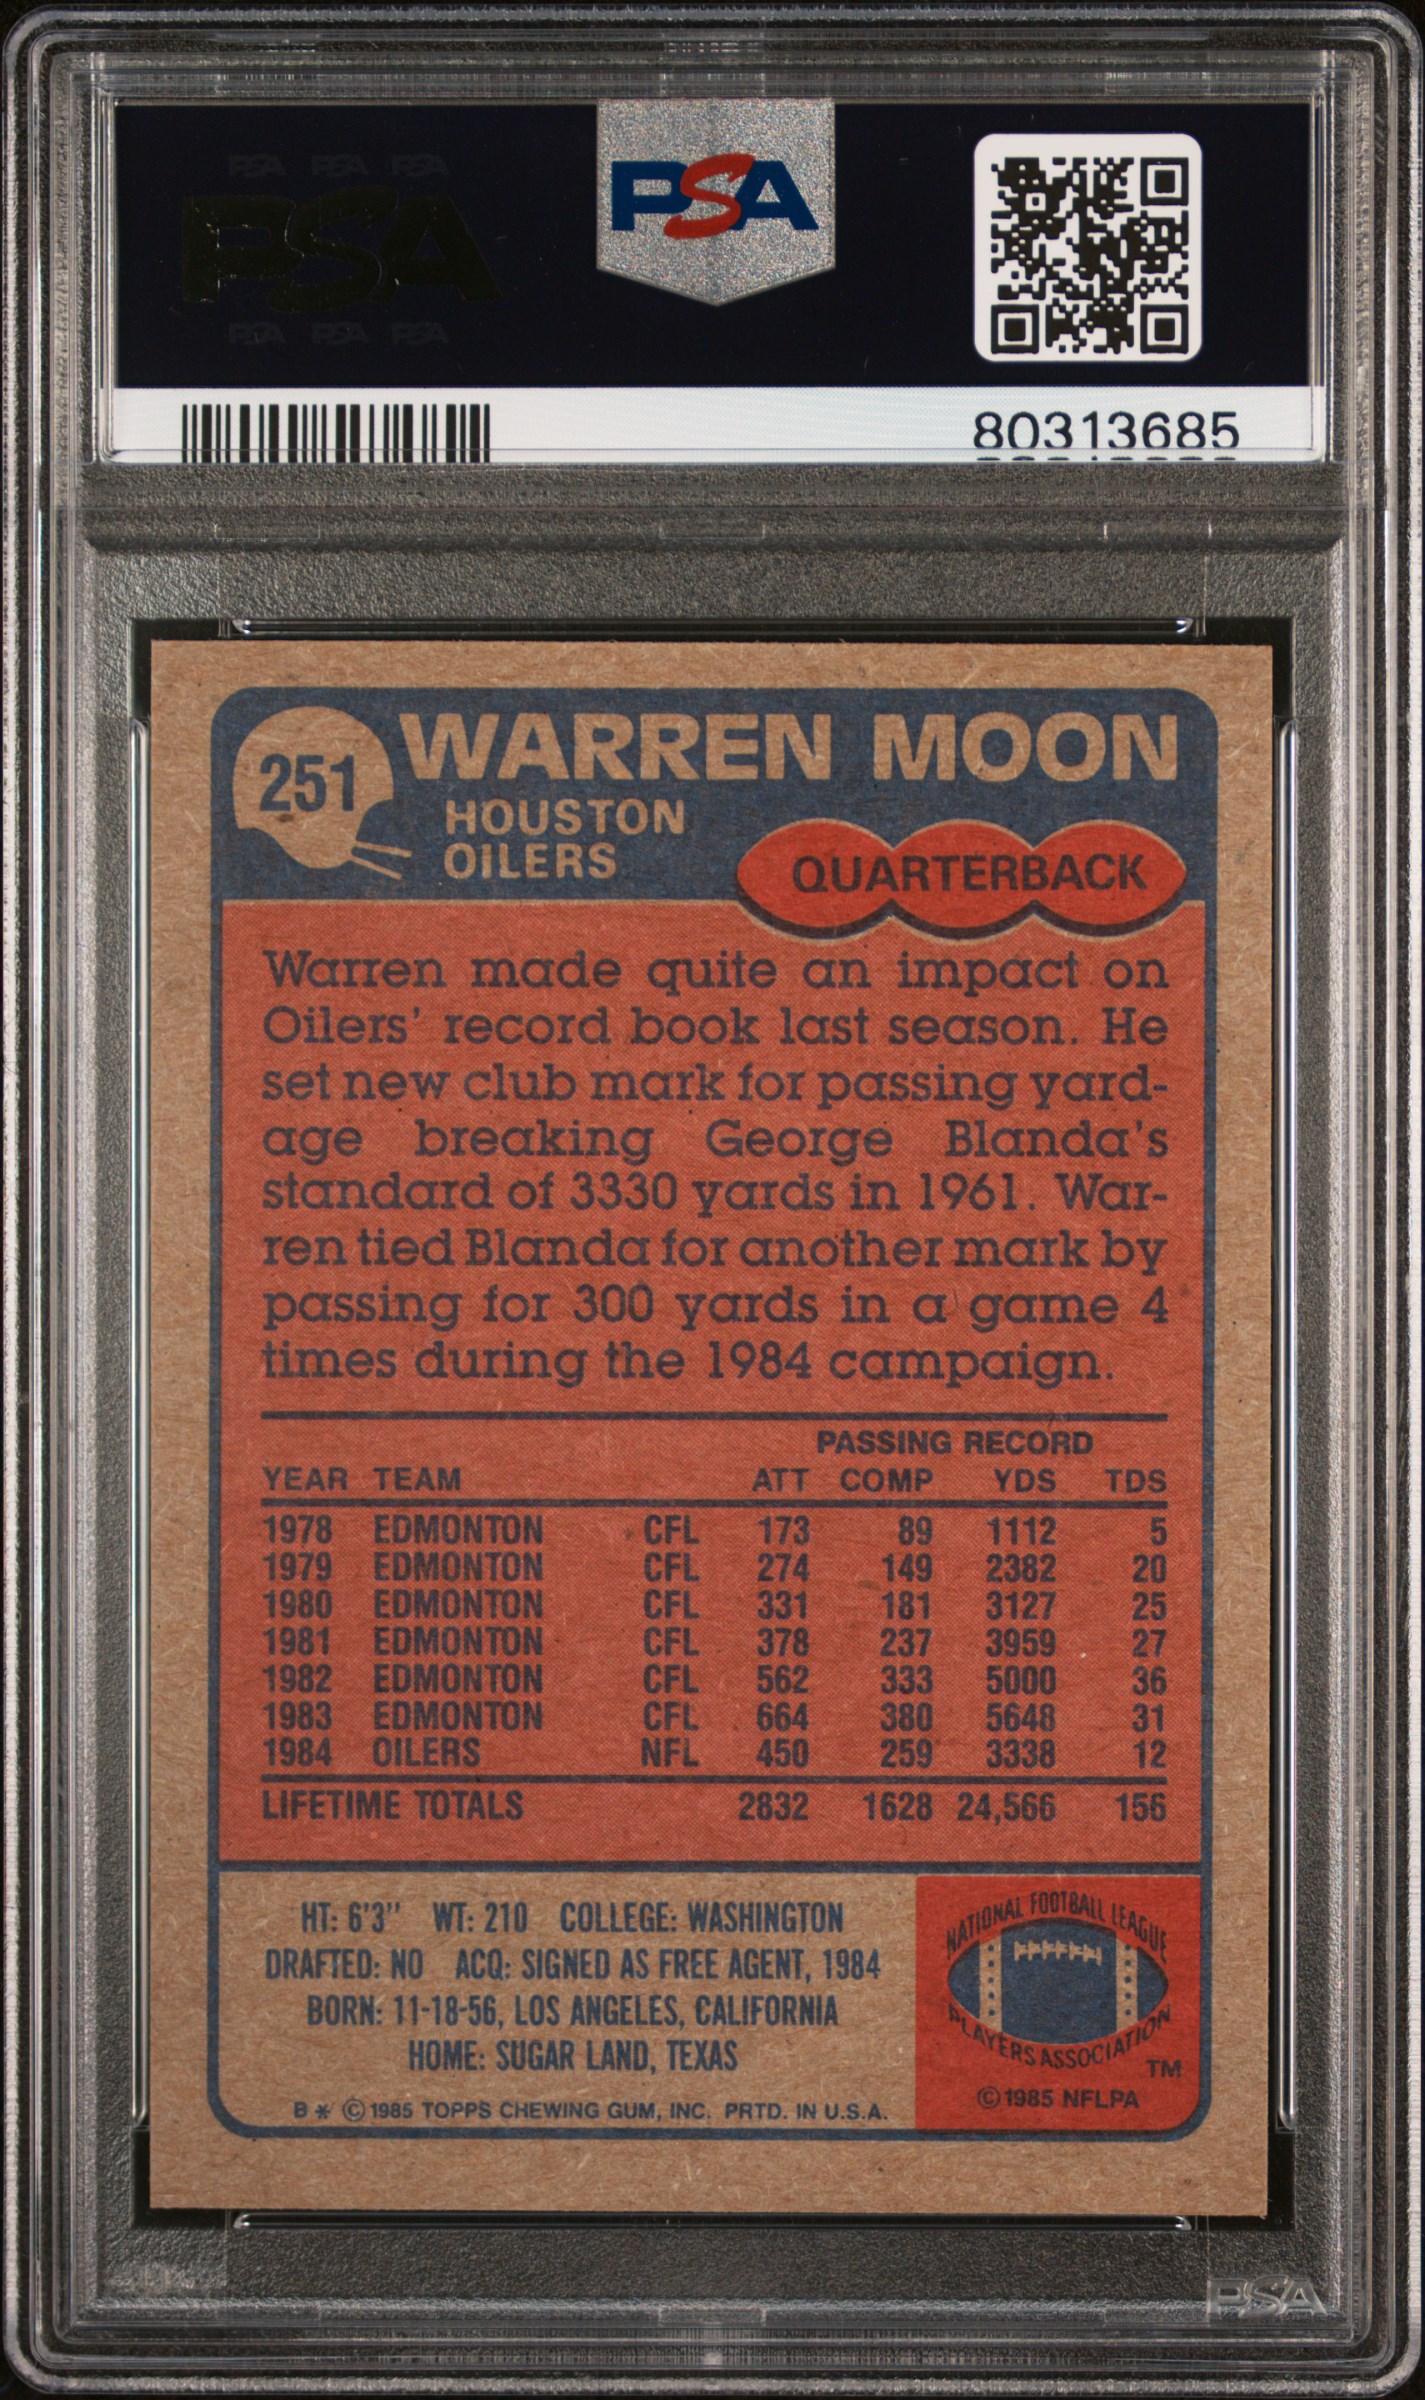 PSA PSA PSA
PSA
PSA PSA PSA
PSA
80313685
251
WARREN MOON
HOUSTON
OILERS
QUARTERBACK
Warren made quite an impact on
Oilers' record book last season. He
set new club mark for passing yard-
age breaking George Blanda's
standard of 3330 yards in 1961. War-
ren tied Blanda for another mark by
passing for 300 yards in a game 4
times during the 1984 campaign.
PASSING RECORD
YEAR TEAM ATT COMP YDS TDS
1978 EDMONTON CFL 173 89 1112 5
1979 EDMONTON CFL 274 149 2382 20
1980 EDMONTON CFL 331 181 3127 25
1981 EDMONTON CFL 378 237 3959 27
1982 EDMONTON CFL 562 333 5000 36
1983 EDMONTON CFL 664 380 5648 31
1984 OILERS NFL 450 259 3338 12
LIFETIME TOTALS 2832 1628 24,566 156
HT: 6'3" WT: 210 COLLEGE: WASHINGTON
DRAFTED: NO ACQ: SIGNED AS FREE AGENT, 1984
BORN: 11-18-56, LOS ANGELES, CALIFORNIA
HOME: SUGAR LAND, TEXAS
B* © 1985 TOPPS CHEWING GUM, INC. PRTD. IN U.S.A.
NATIONAL FOOTBALL LEAGUE
PLAYERS ASSOCIATION
TM
© 1985 NFLPA
PSA